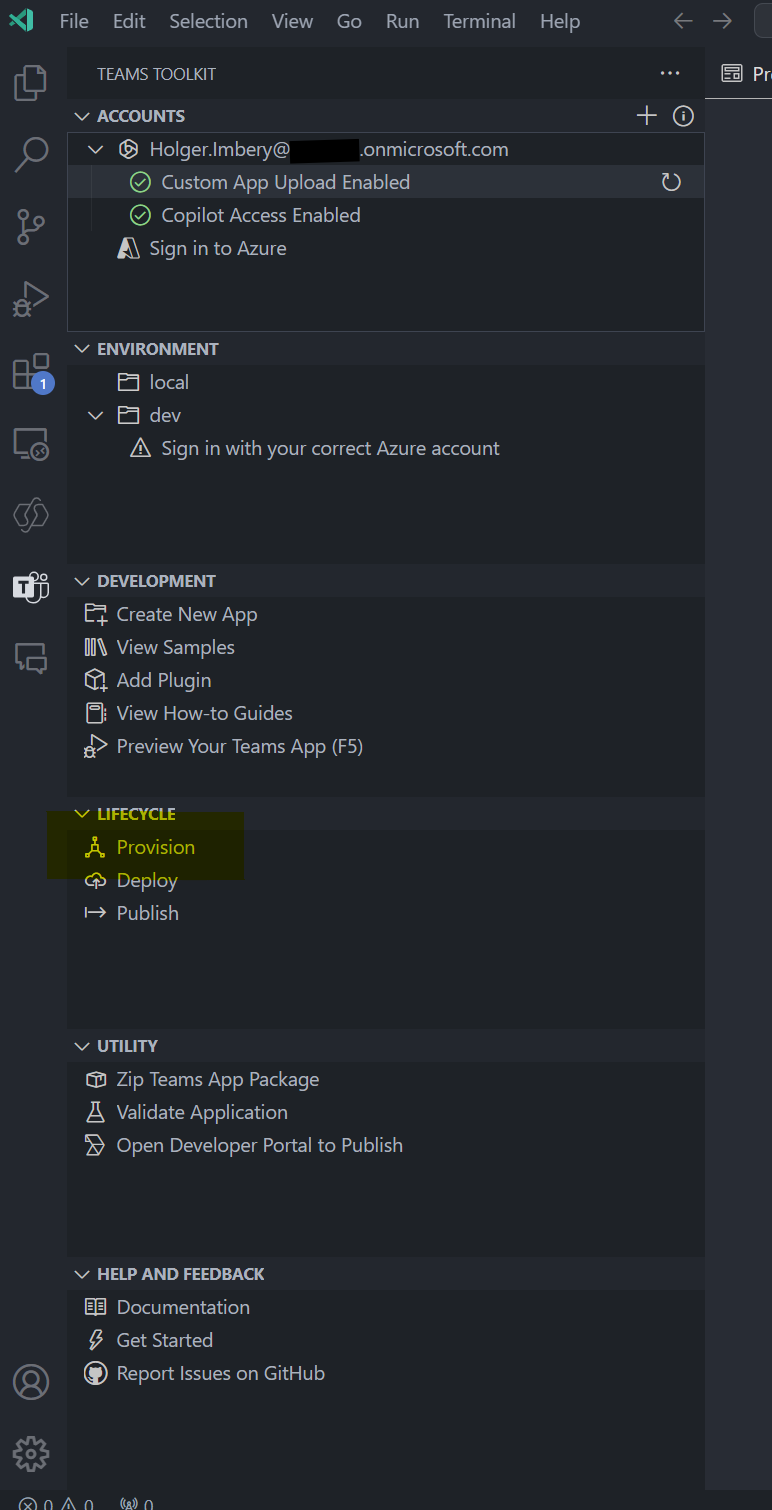 File Edit Selection View Go Run Terminal Help
TEAMS TOOLKIT
ACCOUNTS
Holger.Imbery@ .onmicrosoft.com
Custom App Upload Enabled
Copilot Access Enabled
Sign in to Azure
ENVIRONMENT
local
1
dev
Sign in with your correct Azure account
DEVELOPMENT
Create New App
View Samples
Add Plugin
View How-to Guides
Preview Your Teams App (F5)
LIFECYCLE
Provision
Deploy
Publish
UTILITY
Zip Teams App Package
Validate Application
Open Developer Portal to Publish
HELP AND FEEDBACK
Documentation
Get Started
Report Issues on GitHub
0 0 0